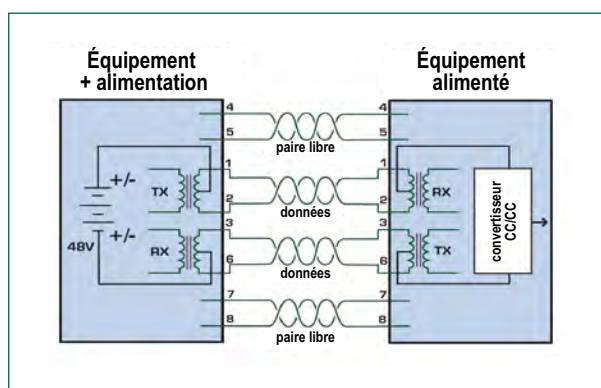 Équipement
+ alimentation
Équipement
alimenté
4
5
paire libre
4
5
1
2
données
1
2
3
6
données
3
6
7
8
paire libre
7
8
+/-
+/-
48V
TX
RX
RX
TX
convertisseur
CC/CC